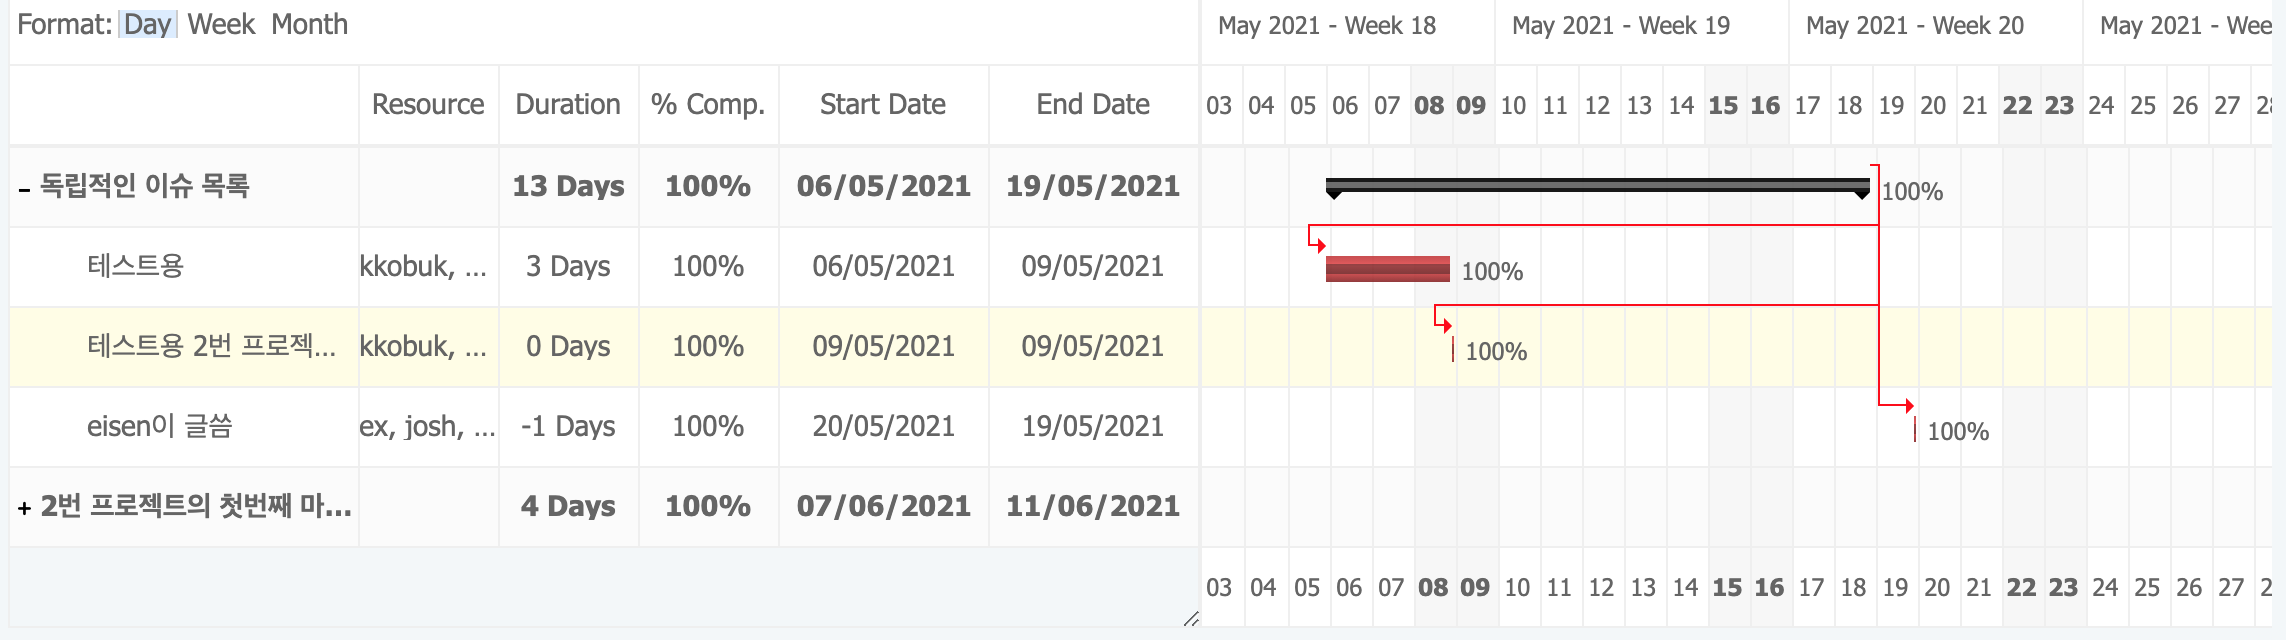 Format: Day Week Month
May 2021 - Week 18 May 2021 - Week 19 May 2021 - Week 20 May 2021 - Wee
Resource Duration % Comp. Start Date End Date
03 04 05 06 07 08 09 10 11 12 13 14 15 16 17 18 19 20 21 22 23 24 25 26 27 28
– 독립적인 이슈 목록 13 Days 100% 06/05/2021 19/05/2021 100%
테스트용 kkobuk, ... 3 Days 100% 06/05/2021 09/05/2021 100%
테스트용 2번 프로젝... kkobuk, ... 0 Days 100% 09/05/2021 09/05/2021 100%
eisen이 글씀 ex, josh, ... -1 Days 100% 20/05/2021 19/05/2021 100%
+ 2번 프로젝트의 첫번째 마... 4 Days 100% 07/06/2021 11/06/2021
03 04 05 06 07 08 09 10 11 12 13 14 15 16 17 18 19 20 21 22 23 24 25 26 27 2